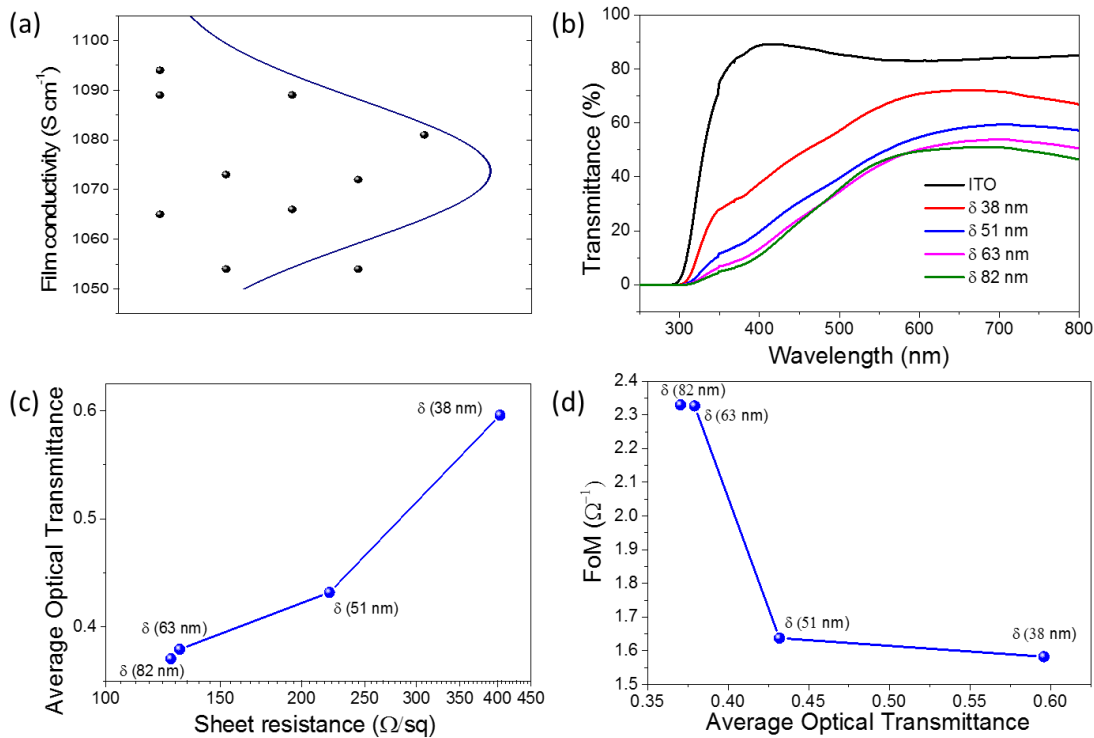 (a)
Film conductivity (S cm⁻¹)
1100
1090
1080
1070
1060
1050
(b)
Transmittance (%)
100
80
60
40
20
0
ITO
δ 38 nm
δ 51 nm
δ 63 nm
δ 82 nm
300 400 500 600 700 800
Wavelength (nm)
(c)
Average Optical Transmittance
0.6
0.5
0.4
δ (38 nm)
δ (51 nm)
δ (63 nm)
δ (82 nm)
100 150 200 250 300 350 400 450
Sheet resistance (Ω/sq)
(d)
FoM (Ω⁻¹)
2.4
2.3
2.2
2.1
2.0
1.9
1.8
1.7
1.6
1.5
δ (82 nm)
δ (63 nm)
δ (51 nm)
δ (38 nm)
0.35 0.40 0.45 0.50 0.55 0.60
Average Optical Transmittance